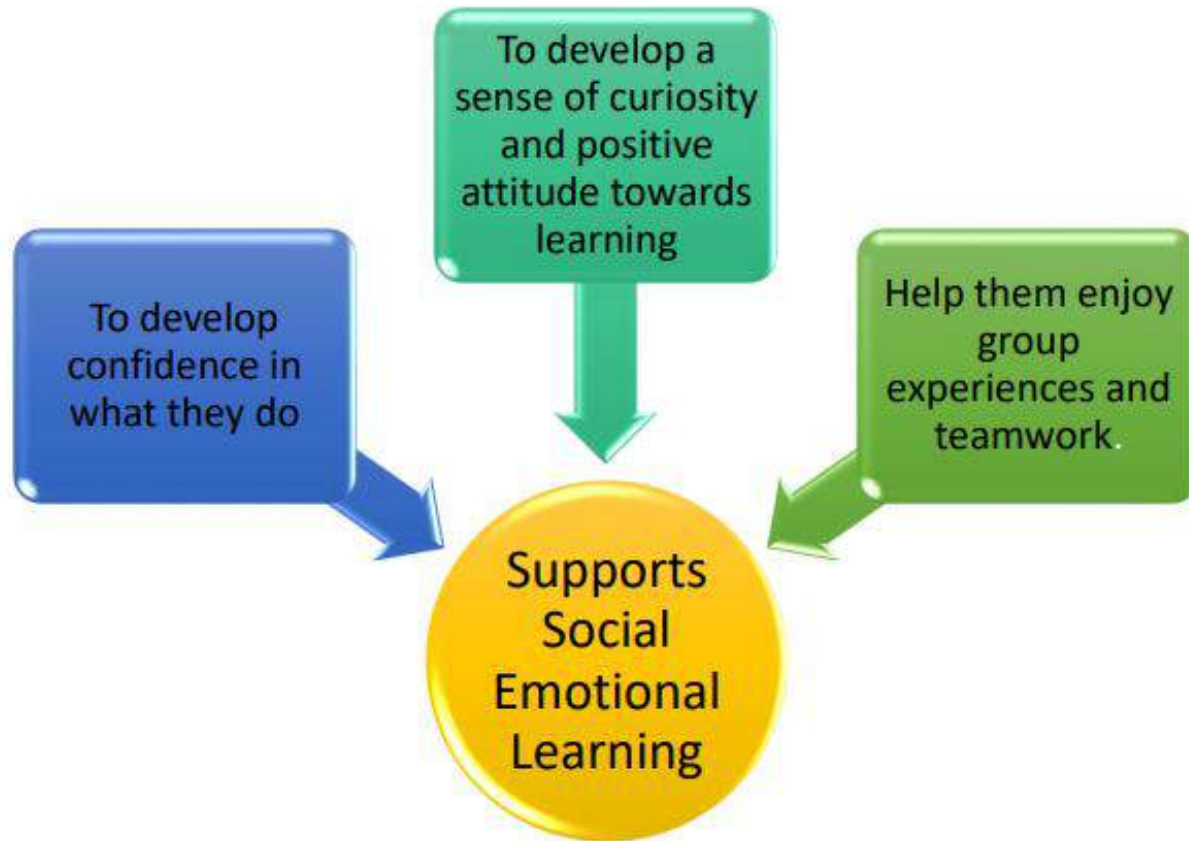 To develop
confidence in
what they do
To develop a
sense of curiosity
and positive
attitude towards
learning
Help them enjoy
group
experiences and
teamwork.
Supports
Social
Emotional
Learning